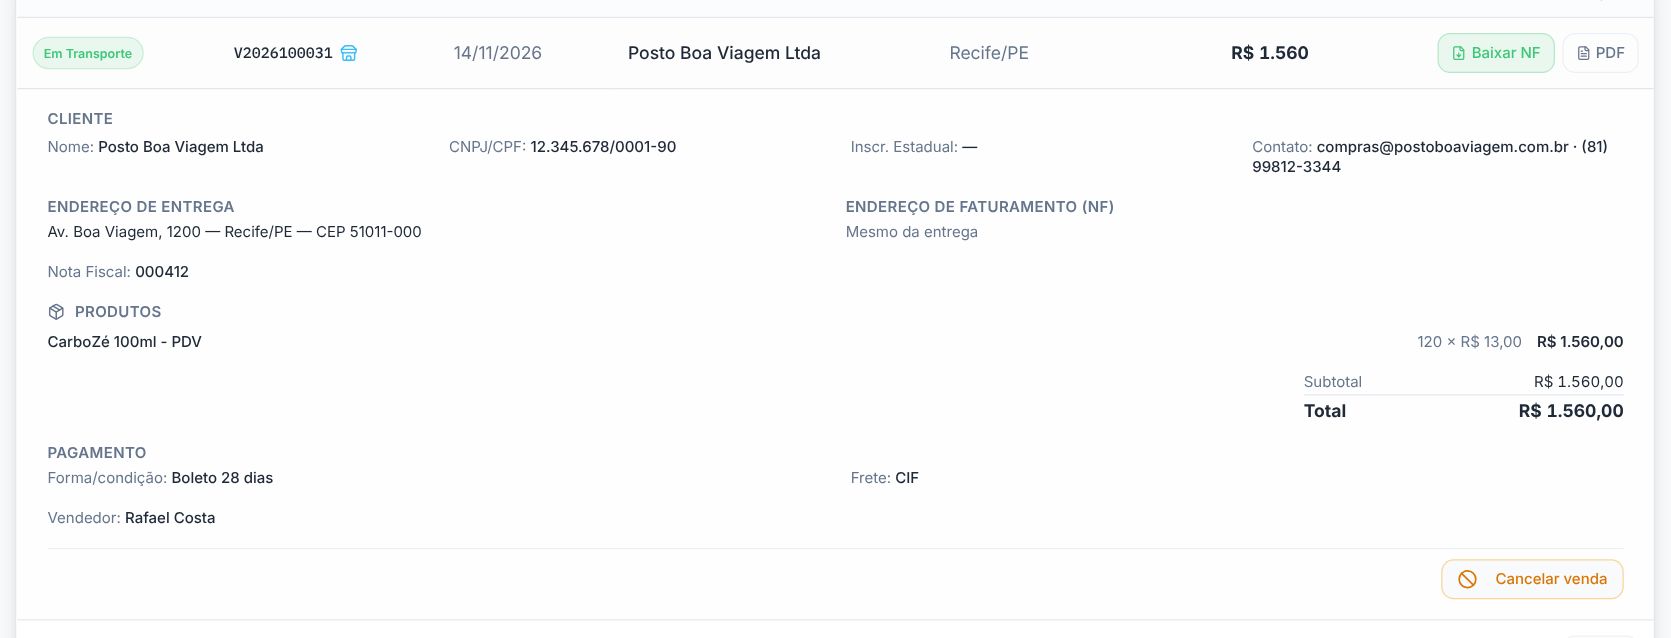 Em Transporte V2026100031 14/11/2026 Posto Boa Viagem Ltda Recife/PE R$ 1.560 Baixar NF PDF
CLIENTE
Nome: Posto Boa Viagem Ltda CNPJ/CPF: 12.345.678/0001-90 Inscr. Estadual: — Contato: compras@postoboaviagem.com.br · (81)
99812-3344
ENDEREÇO DE ENTREGA ENDEREÇO DE FATURAMENTO (NF)
Av. Boa Viagem, 1200 — Recife/PE — CEP 51011-000 Mesmo da entrega
Nota Fiscal: 000412
PRODUTOS
CarboZé 100ml - PDV 120 × R$ 13,00 R$ 1.560,00
Subtotal R$ 1.560,00
Total R$ 1.560,00
PAGAMENTO
Forma/condição: Boleto 28 dias Frete: CIF
Vendedor: Rafael Costa
Cancelar venda